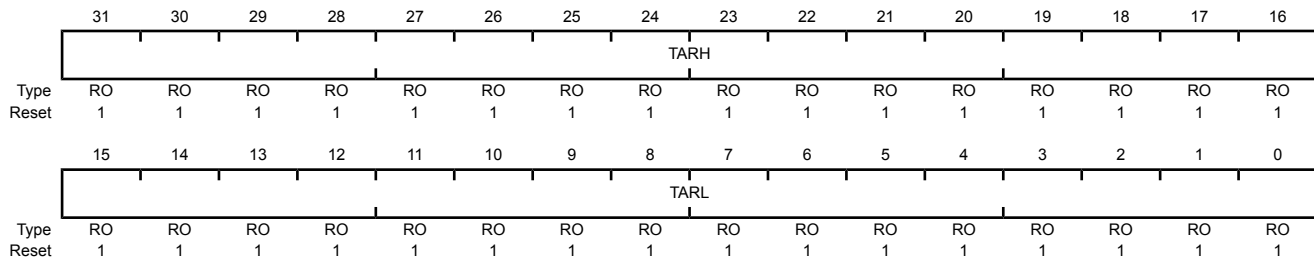 31 30 29 28 27 26 25 24 23 22 21 20 19 18 17 16
TARH
Type RO RO RO RO RO RO RO RO RO RO RO RO RO RO RO RO
Reset 1 1 1 1 1 1 1 1 1 1 1 1 1 1 1 1
15 14 13 12 11 10 9 8 7 6 5 4 3 2 1 0
TARL
Type RO RO RO RO RO RO RO RO RO RO RO RO RO RO RO RO
Reset 1 1 1 1 1 1 1 1 1 1 1 1 1 1 1 1